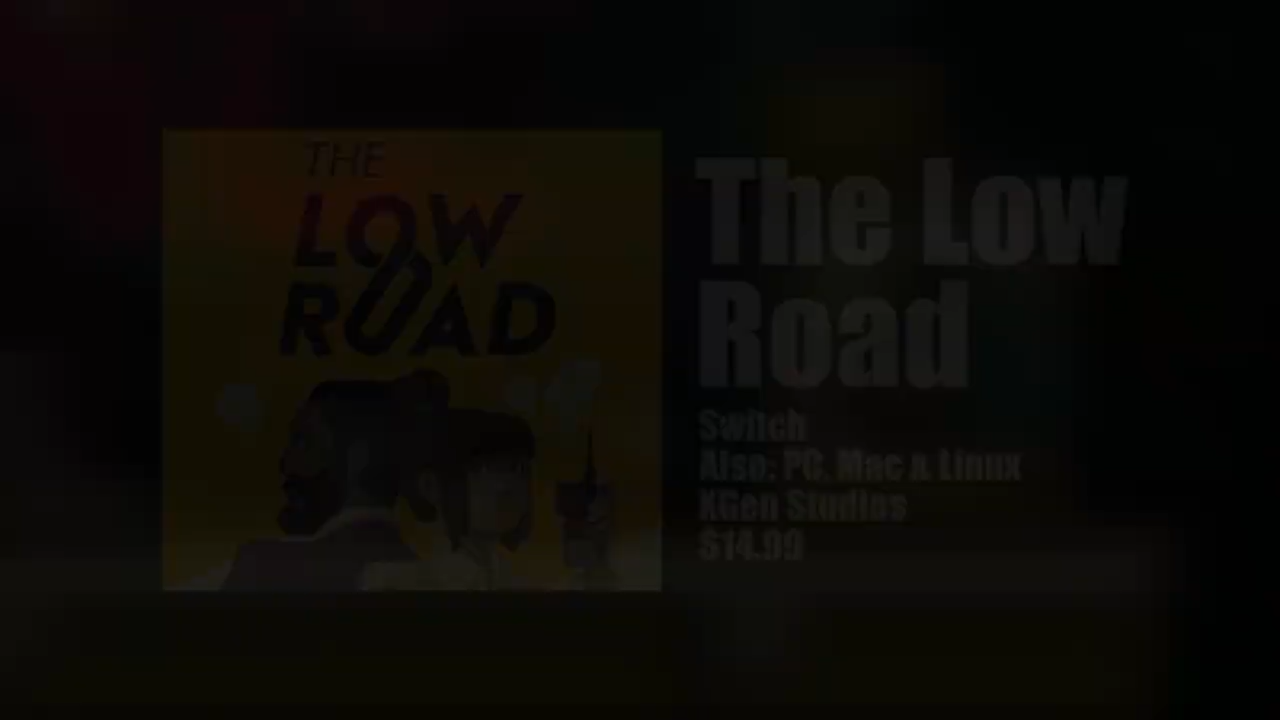 THE
LOW
ROAD
The Low
Road
Switch
Also: PC, Mac & Linux
XGen Studios
$14.99